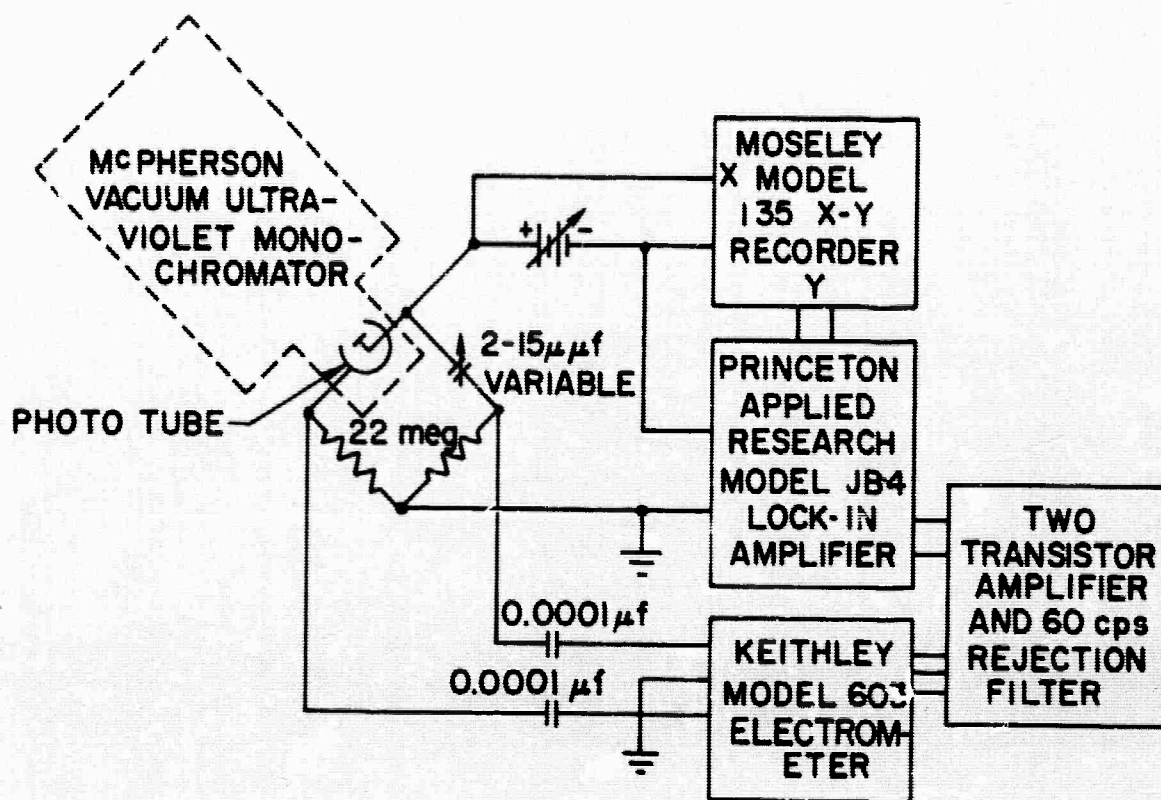 McPHERSON
VACUUM ULTRA-
VIOLET MONO-
CHROMATOR
PHOTO TUBE
22 meg
2-15μμf
VARIABLE
+
-
X
MOSELEY
MODEL
135 X-Y
RECORDER
Y
PRINCETON
APPLIED
RESEARCH
MODEL JB4
LOCK-IN
AMPLIFIER
TWO
TRANSISTOR
AMPLIFIER
AND 60 cps
REJECTION
FILTER
0.0001μf
0.0001μf
KEITHLEY
MODEL 603
ELECTROM-
ETER